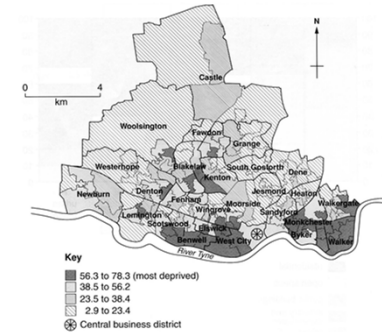 N
0 4
km
Castle
Woolsington
Fawdon
Grange
Westerhope
Blakelaw
South Gosforth
Dene
Kenton
Newburn
Denton
Jesmond
Heaton
Fenham
Walkergate
Lemington
Wingrove
Moorside
Sandyford
Scotswood
Elswick
Monkchester
Byker
Benwell
West City
Walker
River Tyne
Key
56.3 to 78.3 (most deprived)
38.5 to 56.2
23.5 to 38.4
2.9 to 23.4
Central business district